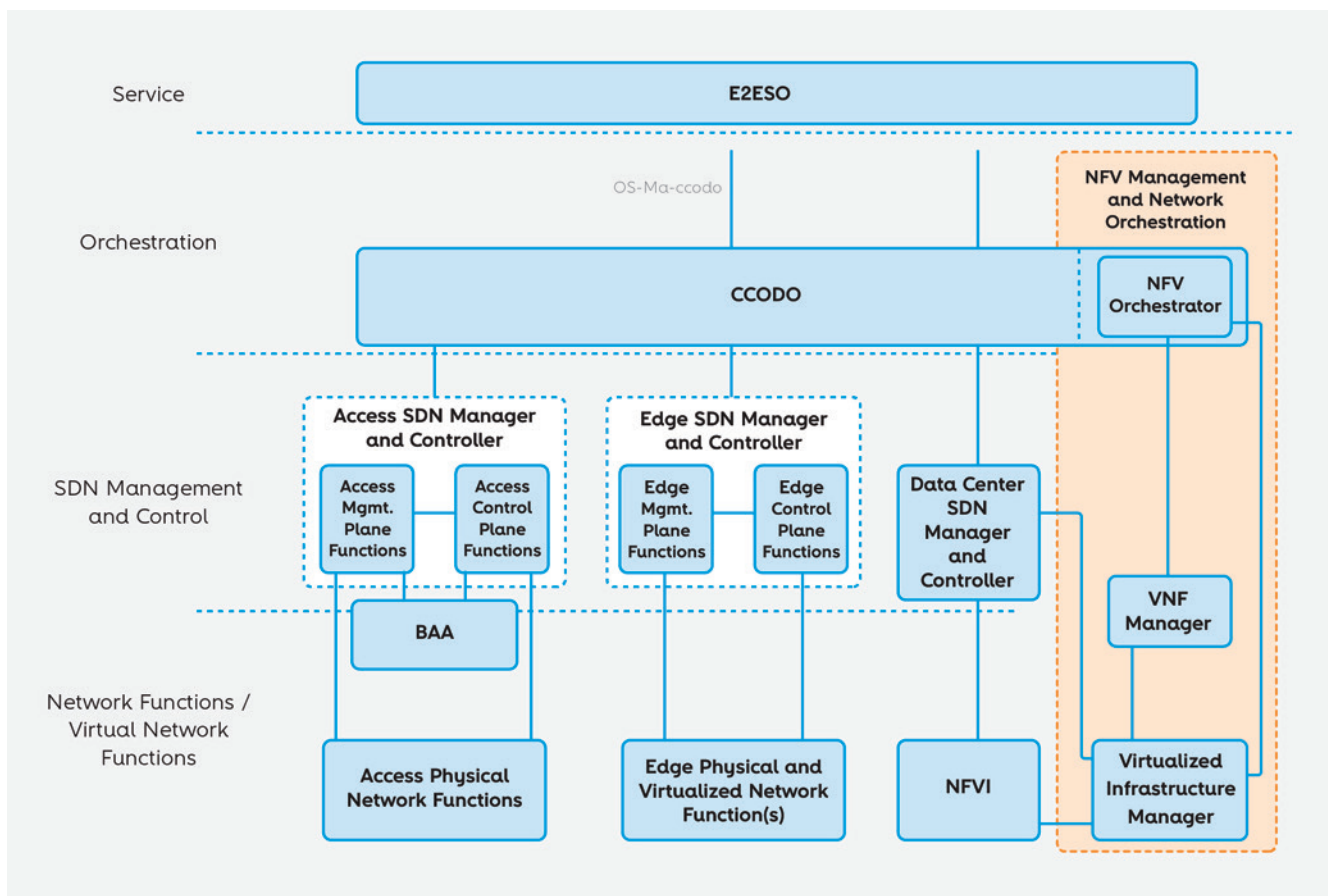 Service
E2ESO
OS-Ma-ccodo
NFV Management
and Network
Orchestration
Orchestration
CCODO
NFV
Orchestrator
Access SDN Manager
and Controller
Edge SDN Manager
and Controller
SDN Management
and Control
Access
Mgmt.
Plane
Functions
Access
Control
Plane
Functions
Edge
Mgmt.
Plane
Functions
Edge
Control
Plane
Functions
Data Center
SDN
Manager
and
Controller
VNF
Manager
BAA
Network Functions /
Virtual Network
Functions
Access Physical
Network Functions
Edge Physical and
Virtualized Network
Function(s)
NFVI
Virtualized
Infrastructure
Manager